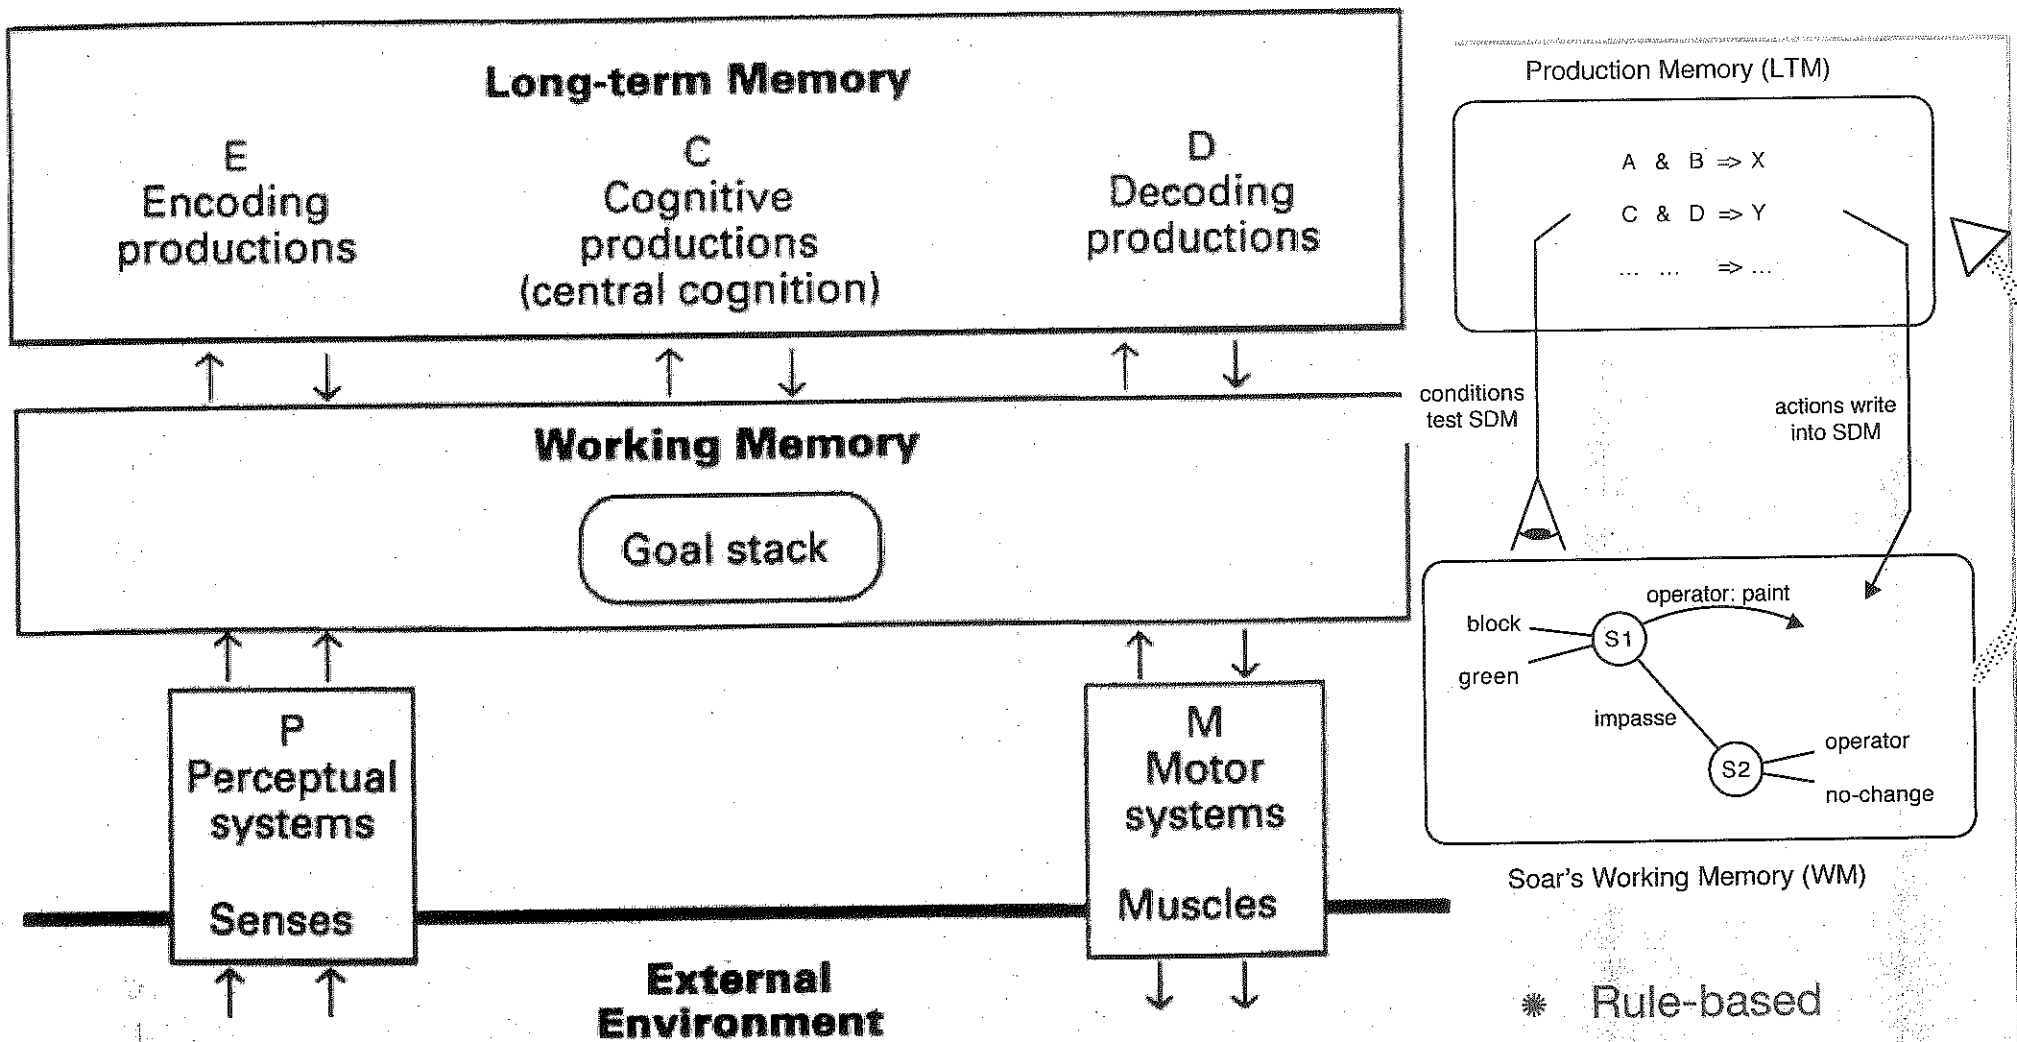 Long-term Memory
E
Encoding
productions
C
Cognitive
productions
(central cognition)
D
Decoding
productions
Working Memory
Goal stack
P
Perceptual
systems
Senses
M
Motor
systems
Muscles
External
Environment
Production Memory (LTM)
A & B => X
C & D => Y
... ... => ...
conditions
test SDM
actions write
into SDM
operator: paint
block
green
S1
impasse
S2
operator
no-change
Soar's Working Memory (WM)
* Rule-based